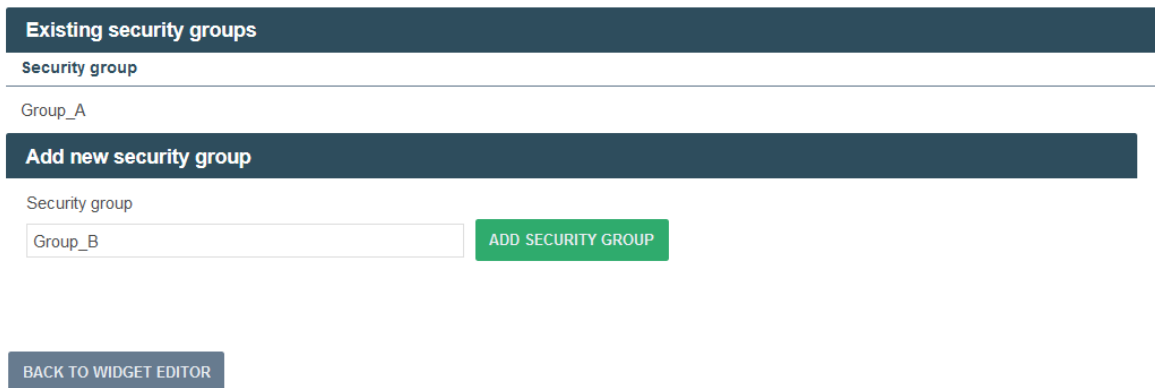 Existing security groups
Security group
Group_A
Add new security group
Security group
Group_B
ADD SECURITY GROUP
BACK TO WIDGET EDITOR